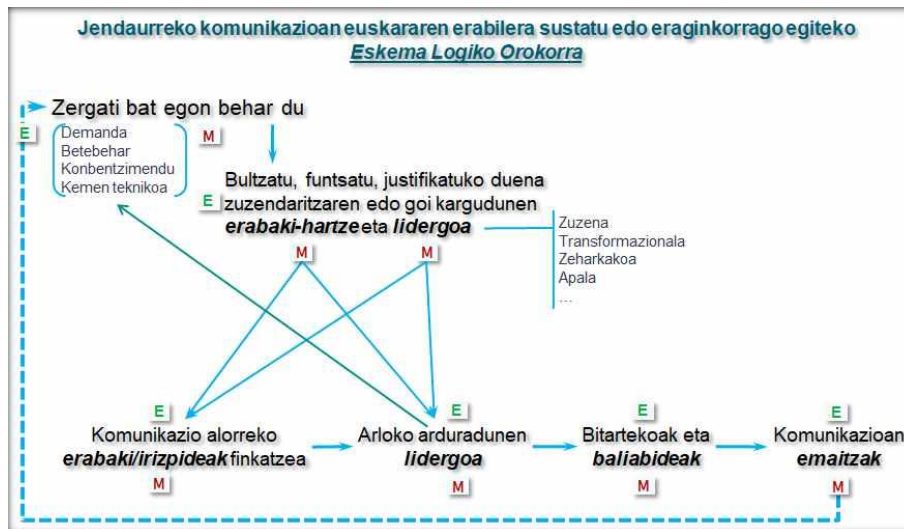 Jendaurreko komunikazioan euskararen erabilera sustatu edo eraginkorrago egiteko
Eskema Logiko Orokorra
Zergati bat egon behar du
E
Demanda
Betebehar
Konbentzimendu
Kemen teknikoa
M
Bultzatu, funtsatu, justifikatuko duena
E
zuzendaritzaren edo goi kargudunen
erabaki-hartze eta lidergoa
M
M
Zuzena
Transformazionala
Zeharkakoa
Apala
...
E
Komunikazio alorreko
erabaki/irizpideak finkatzea
M
E
Arloko arduradunen
lidergoa
M
E
Bitartekoak eta
baliabideak
M
E
Komunikazioan
emaitzak
M